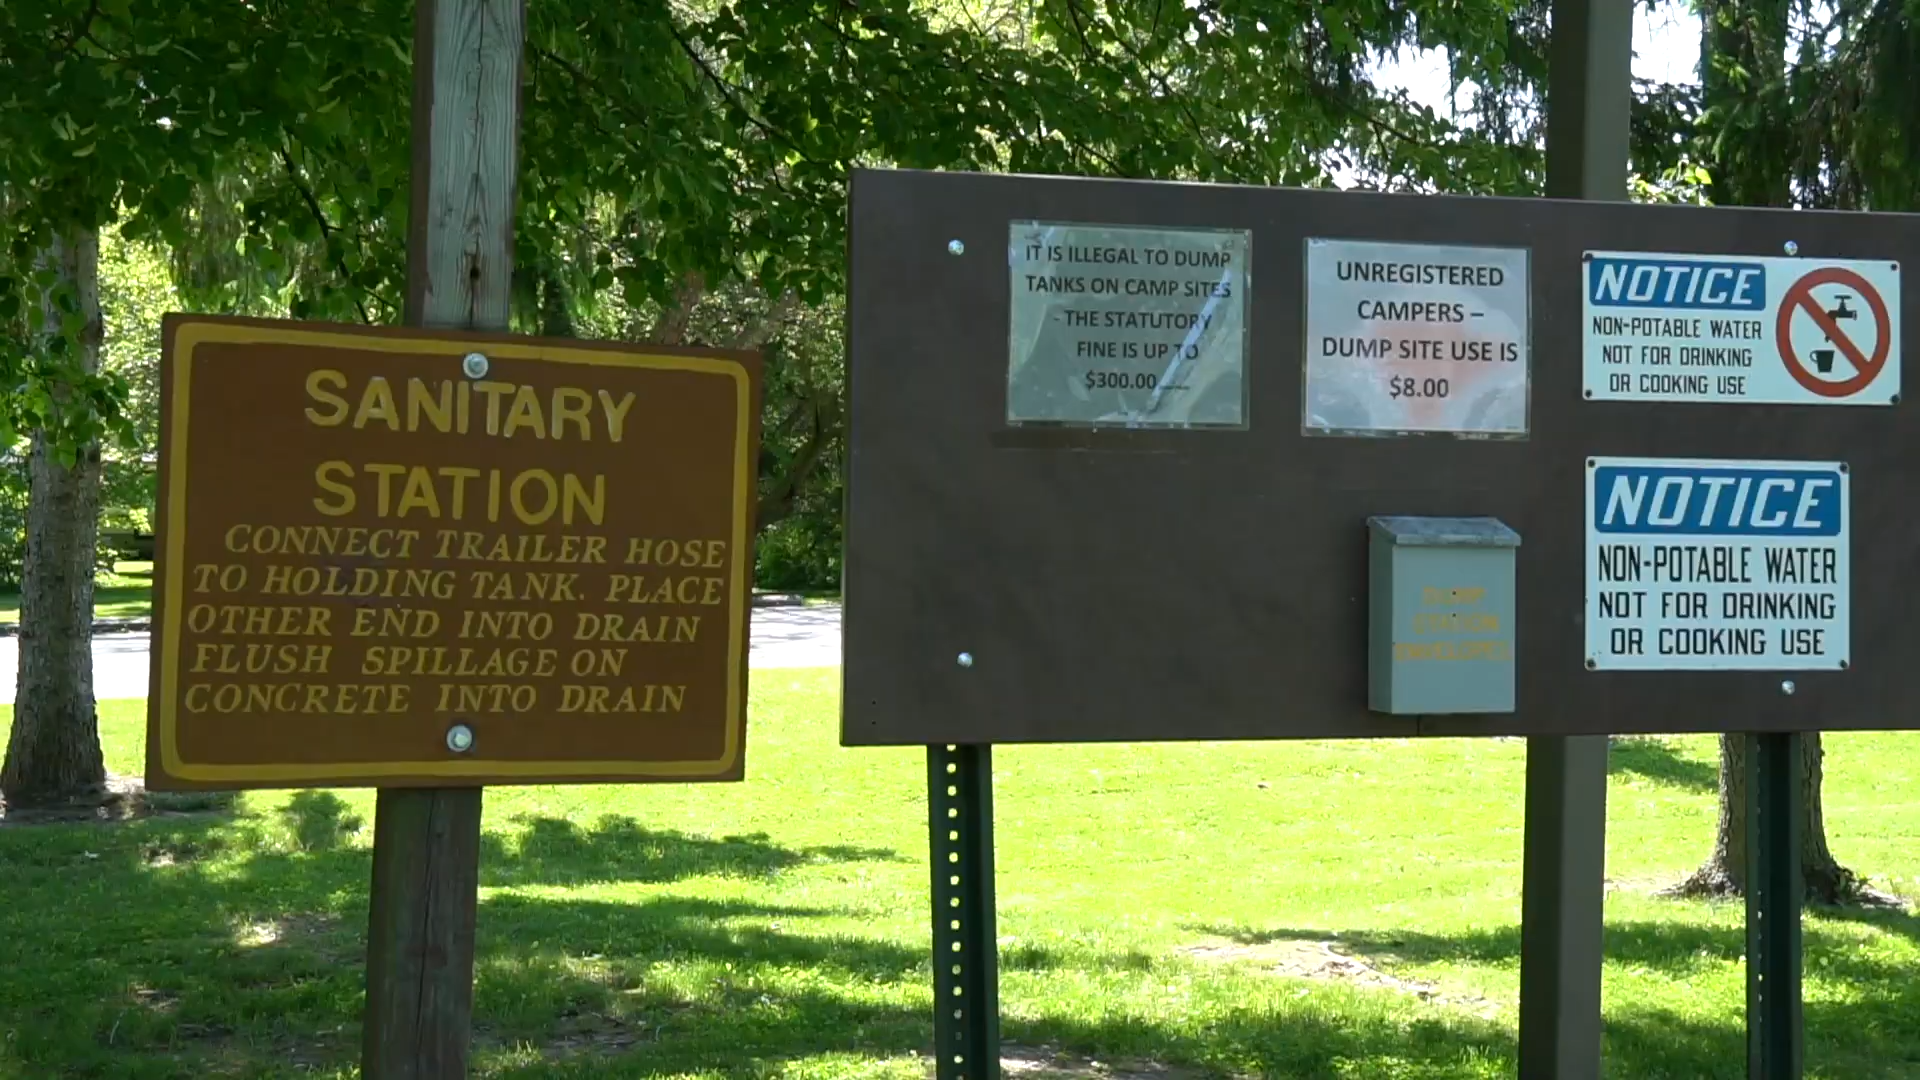 SANITARY
STATION
CONNECT TRAILER HOSE
TO HOLDING TANK. PLACE
OTHER END INTO DRAIN
FLUSH SPILLAGE ON
CONCRETE INTO DRAIN
IT IS ILLEGAL TO DUMP
TANKS ON CAMP SITES
- THE STATUTORY
FINE IS UP TO
$300.00
UNREGISTERED
CAMPERS –
DUMP SITE USE IS
$8.00
NOTICE
NON-POTABLE WATER
NOT FOR DRINKING
OR COOKING USE
DUMP
STATION
ENVELOPES
NOTICE
NON-POTABLE WATER
NOT FOR DRINKING
OR COOKING USE